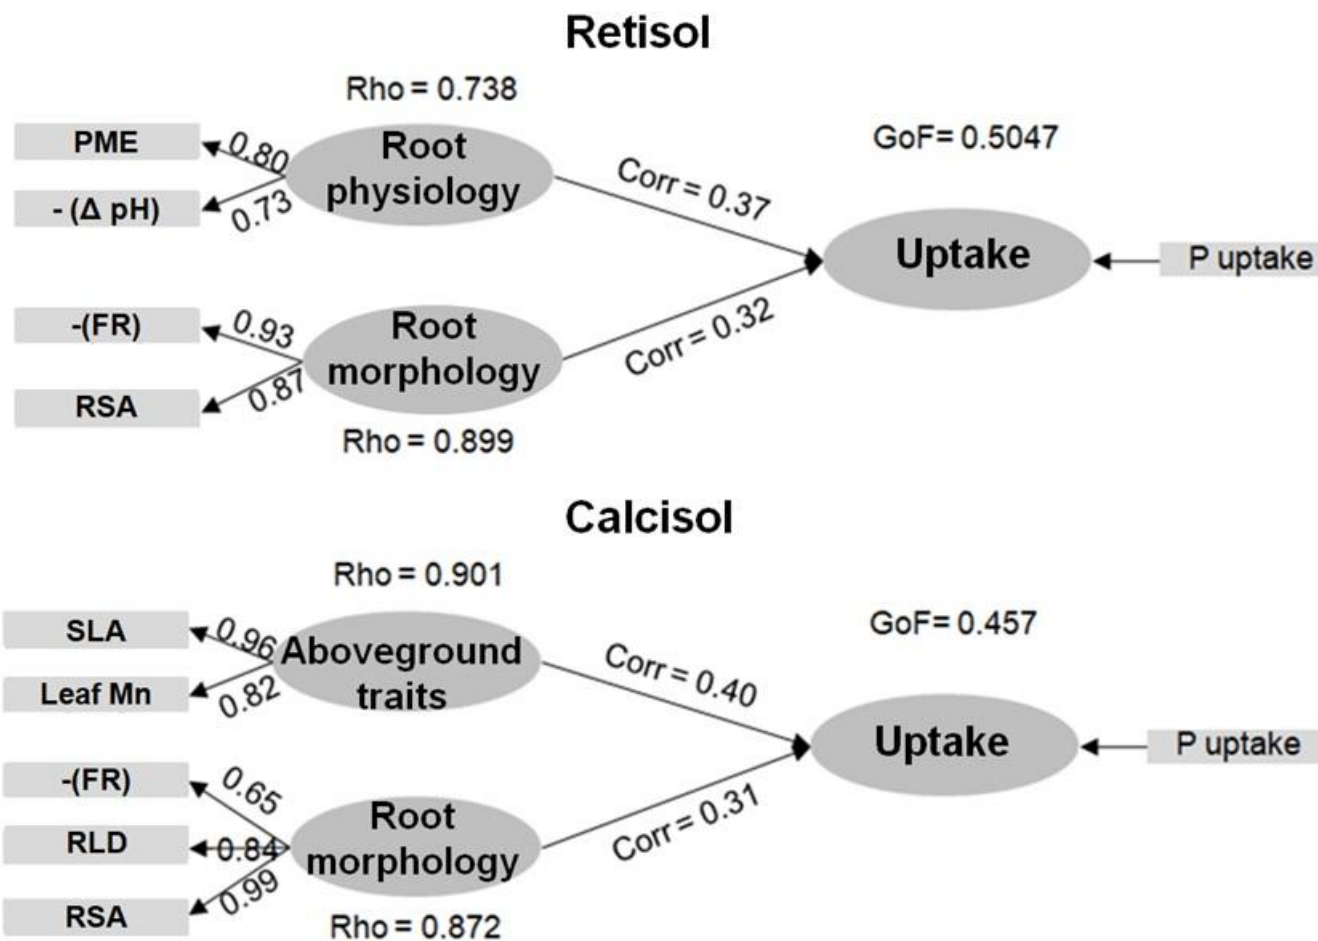 Retisol
Rho = 0.738
PME
0.80
Root
physiology
- (Δ pH)
0.73
Corr = 0.37
GoF= 0.5047
Uptake
P uptake
-(FR)
0.93
Root
morphology
RSA
0.87
Corr = 0.32
Rho = 0.899
Calcisol
Rho = 0.901
SLA
0.96
Aboveground
traits
Leaf Mn
0.82
Corr = 0.40
GoF= 0.457
Uptake
P uptake
-(FR)
0.65
RLD
0.84
Root
morphology
RSA
0.99
Corr = 0.31
Rho = 0.872